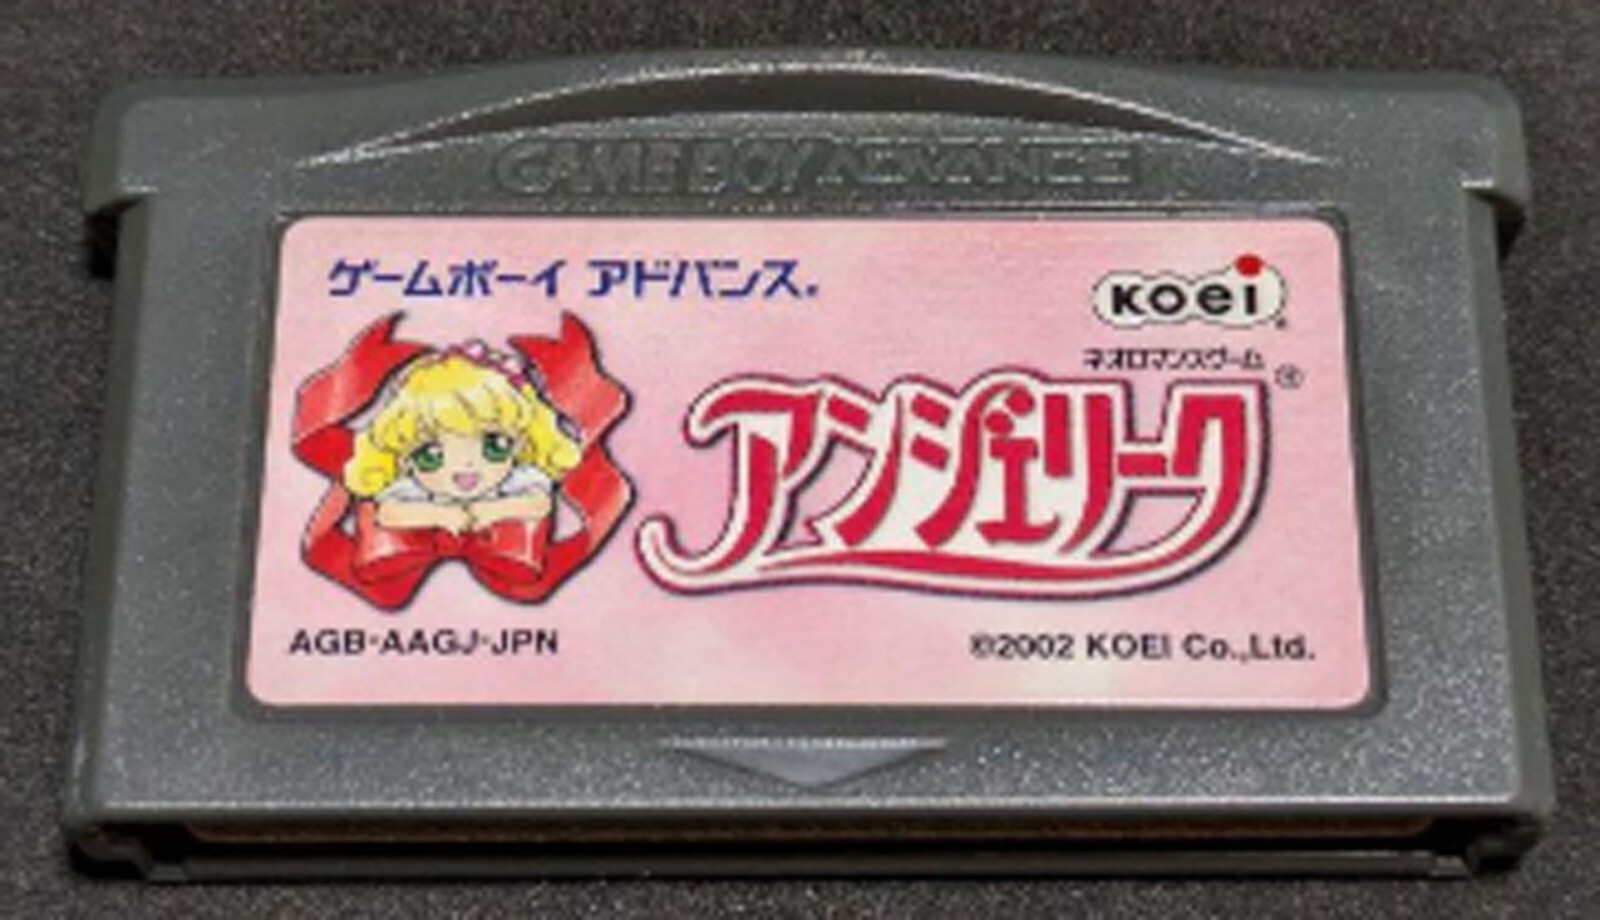 GAME BOY ADVANCE
ゲームボーイ アドバンス.
KOEI
ネオロマンスゲーム
アンジェリーク®
AGB-AAGJ-JPN
©2002 KOEI Co.,Ltd.